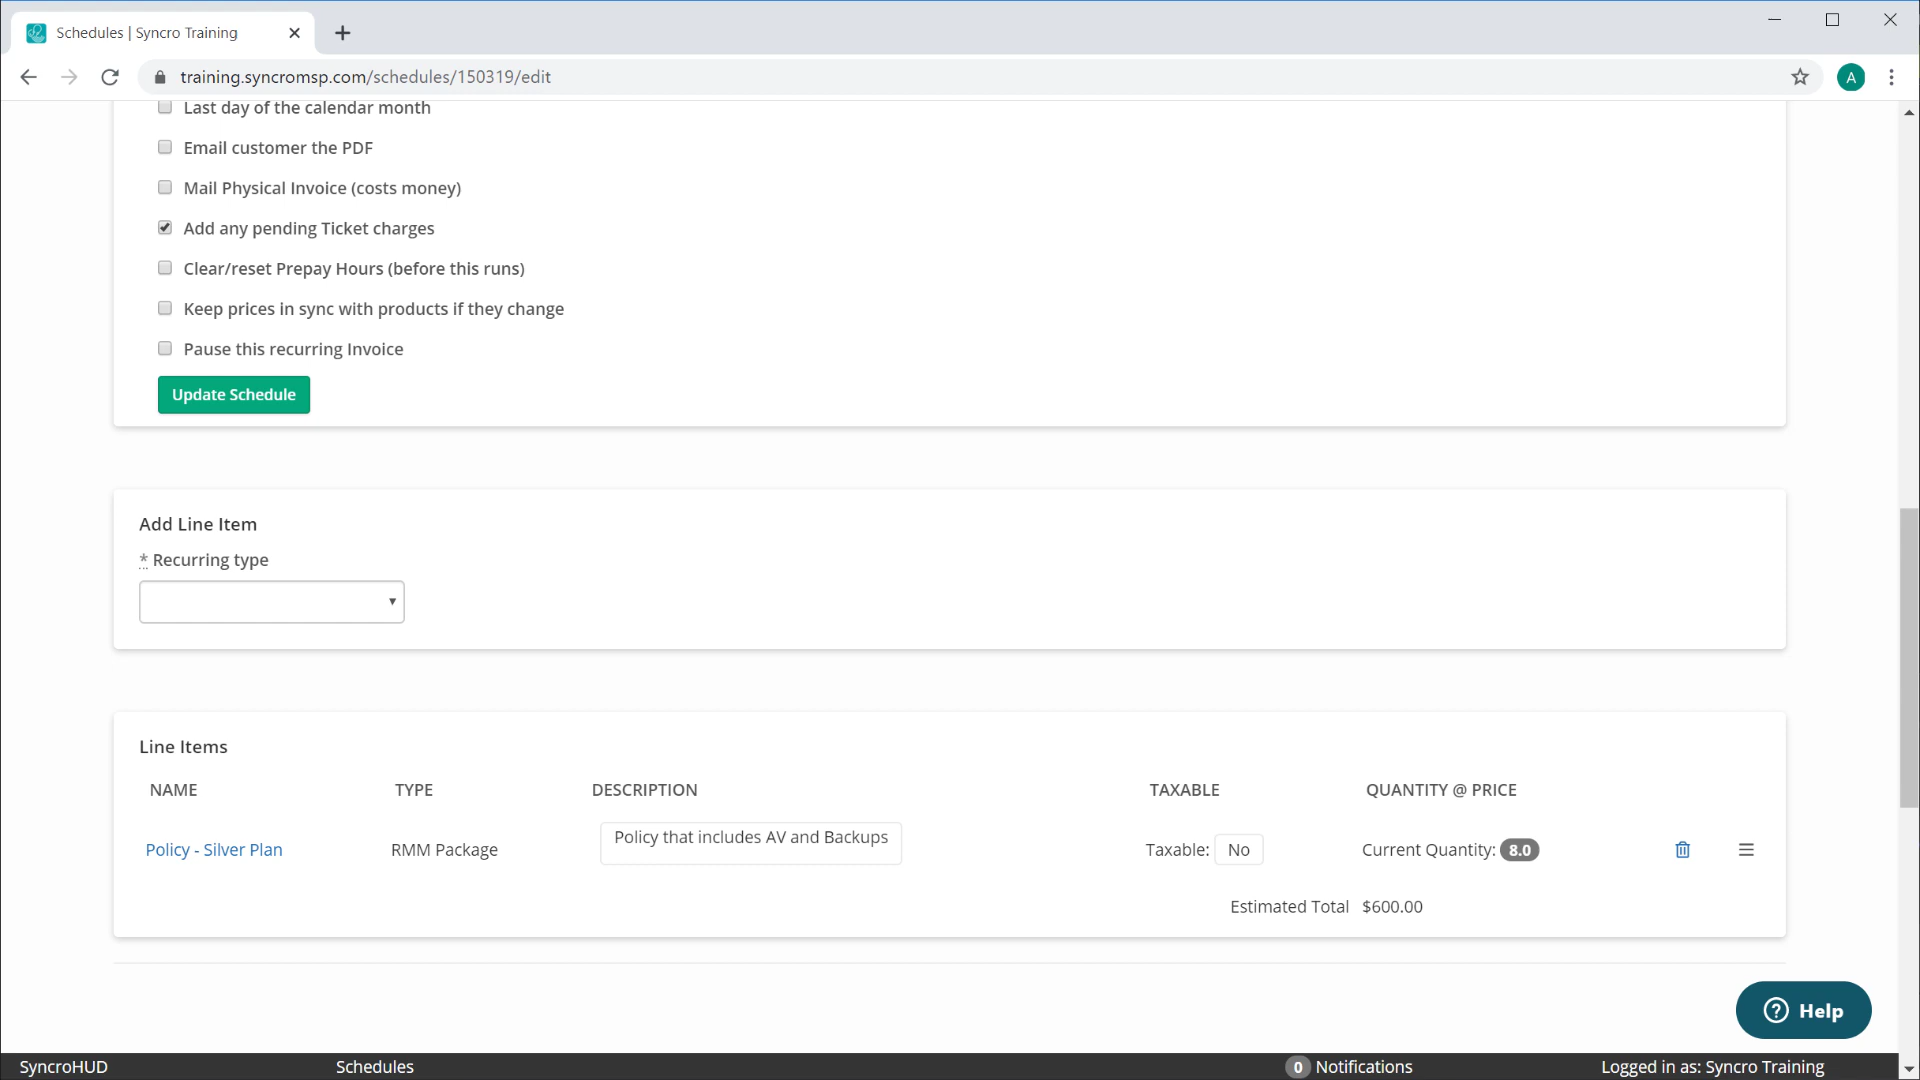 Schedules | Syncro Training
training.syncromsp.com/schedules/150319/edit
A
Last day of the calendar month
Email customer the PDF
Mail Physical Invoice (costs money)
Add any pending Ticket charges
Clear/reset Prepay Hours (before this runs)
Keep prices in sync with products if they change
Pause this recurring Invoice
Update Schedule
Add Line Item
* Recurring type
Line Items
NAME TYPE DESCRIPTION TAXABLE QUANTITY @ PRICE
Policy - Silver Plan RMM Package Policy that includes AV and Backups Taxable: No Current Quantity: 8.0
Estimated Total $600.00
? Help
SyncroHUD Schedules 0 Notifications Logged in as: Syncro Training